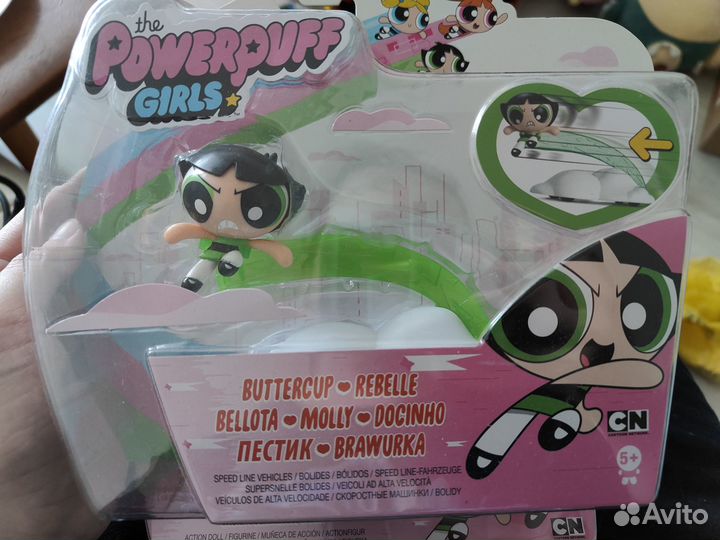 the
POWERPUFF
GIRLS
BUTTERCUP ❤ REBELLE
BELLOTA ❤ MOLLY ❤ DOCINHO
ПЕСТИК ❤ BRAWURKA
SPEED LINE VEHICLES / BOLIDES / BÓLIDOS / SPEED LINE-FAHRZEUGE
SUPERSNELLE BOLIDES / VEICOLI AD ALTA VELOCITÀ
VEÍCULOS DE ALTA VELOCIDADE / СКОРОСТНЫЕ МАШИНКИ / BOLIDY
CN
CARTOON NETWORK
5+
ACTION DOLL / FIGURINE / MUÑECA DE ACCIÓN / ACTIONFIGUR
CN
Avito